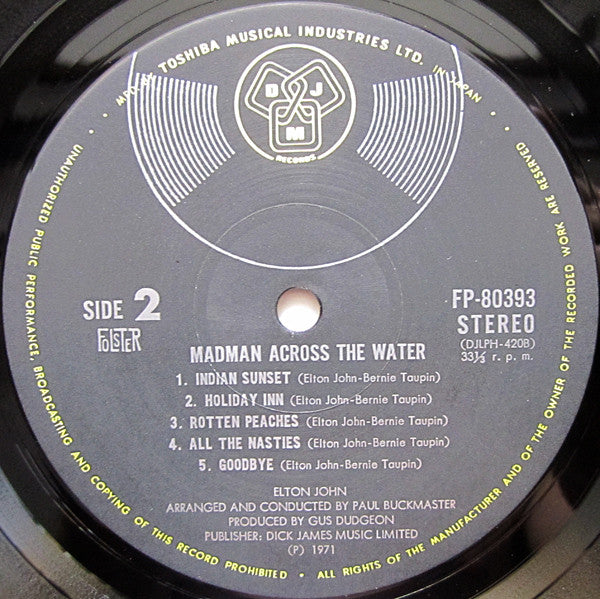 MFD. BY TOSHIBA MUSICAL INDUSTRIES LTD. IN JAPAN
D J
M
RECORDS
SIDE 2
FOLSTER
FP-80393
STEREO
(DJLPH-420B)
33⅓ r. p. m.
MADMAN ACROSS THE WATER
1. INDIAN SUNSET (Elton John-Bernie Taupin)
2. HOLIDAY INN (Elton John-Bernie Taupin)
3. ROTTEN PEACHES (Elton John-Bernie Taupin)
4. ALL THE NASTIES (Elton John-Bernie Taupin)
5. GOODBYE (Elton John-Bernie Taupin)
ELTON JOHN
ARRANGED AND CONDUCTED BY PAUL BUCKMASTER
PRODUCED BY GUS DUDGEON
PUBLISHER: DICK JAMES MUSIC LIMITED
(P) 1971
• UNAUTHORIZED PUBLIC PERFORMANCE, BROADCASTING AND COPYING OF THIS RECORD PROHIBITED • ALL RIGHTS OF THE MANUFACTURER AND OF THE OWNER OF THE RECORDED WORK ARE RESERVED